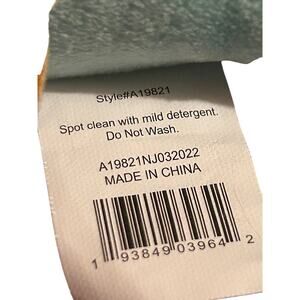 Style#A19821
Spot clean with mild detergent.
Do Not Wash.
A19821NJ032022
MADE IN CHINA
1 93849 03964 2